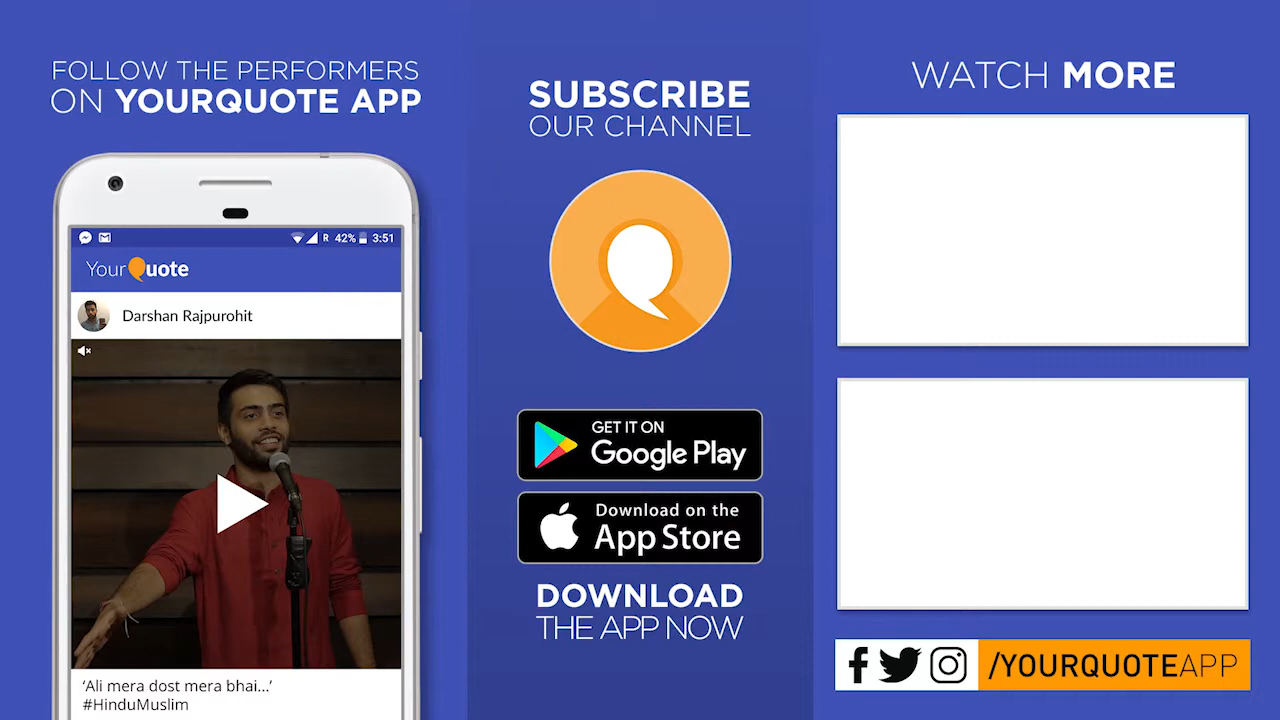 FOLLOW THE PERFORMERS
ON YOURQUOTE APP
R 42% 3:51
YourQuote
Darshan Rajpurohit
‘Ali mera dost mera bhai...’
#HinduMuslim
SUBSCRIBE
OUR CHANNEL
GET IT ON
Google Play
Download on the
App Store
DOWNLOAD
THE APP NOW
WATCH MORE
/YOURQUOTEAPP